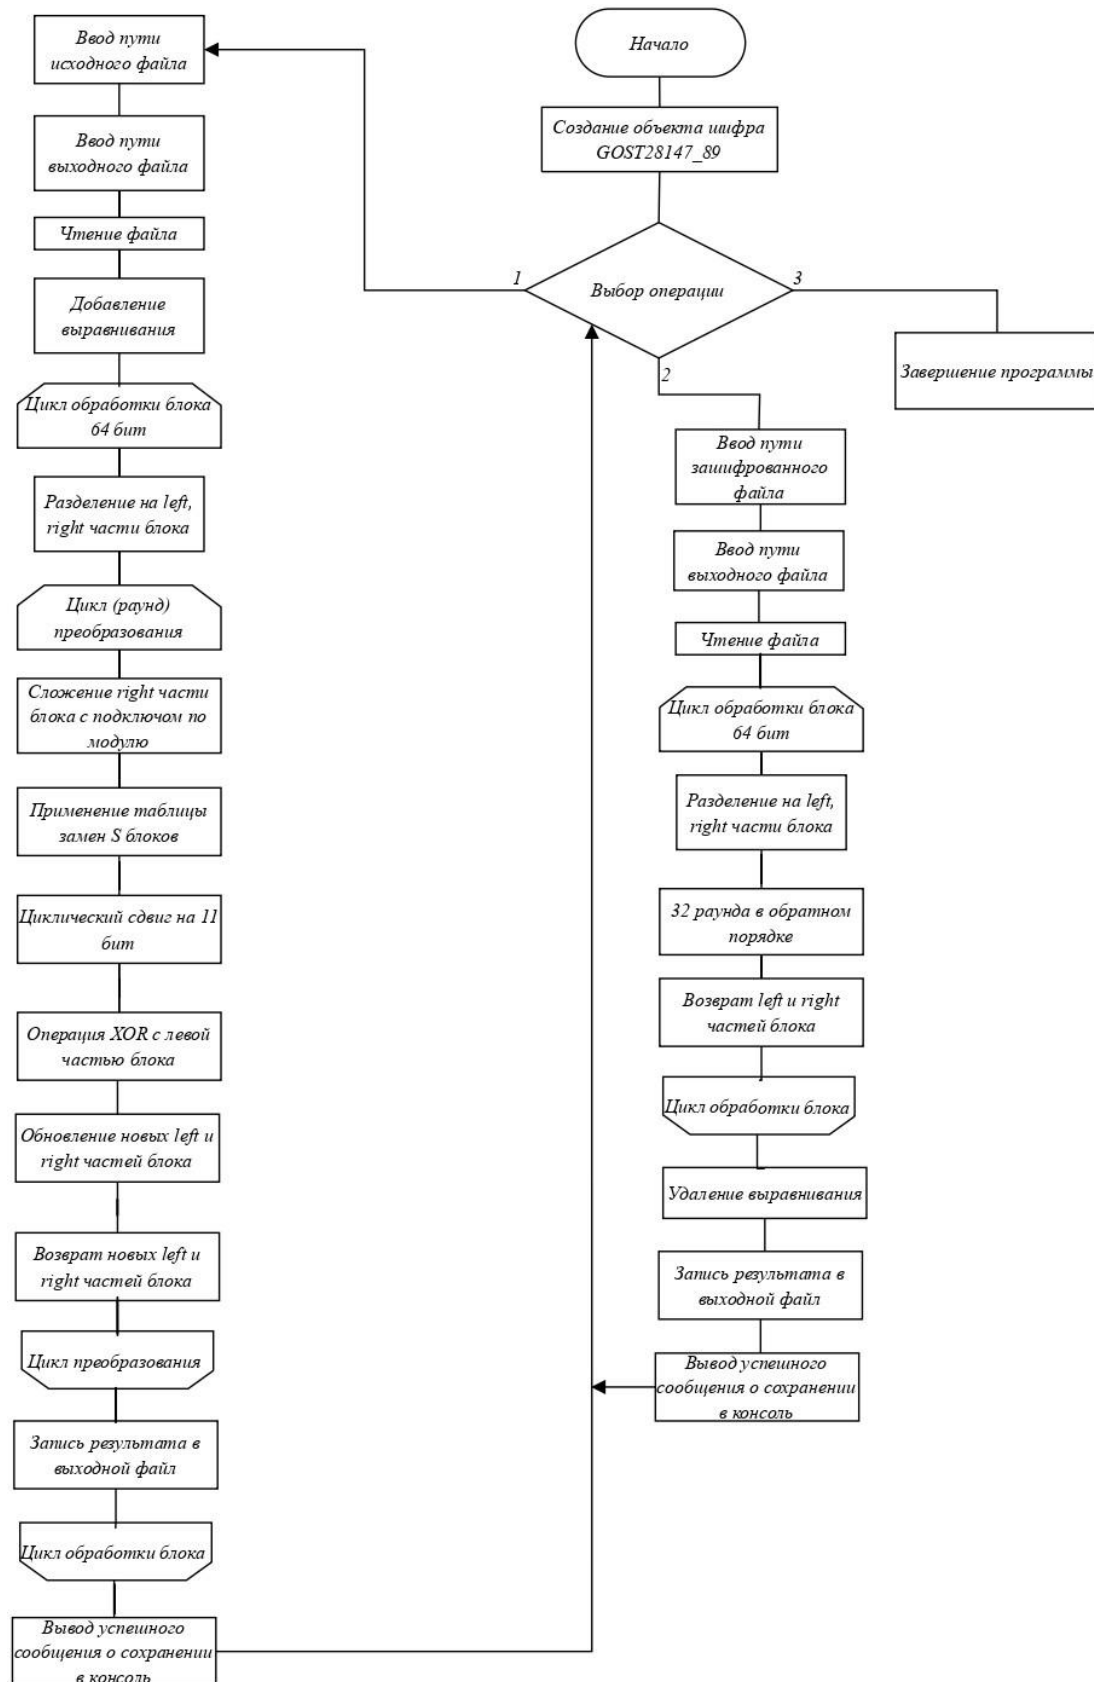 Начало
Создание объекта шифра
GOST28147_89
Выбор операции
1
2
3
Ввод пути
исходного файла
Ввод пути
выходного файла
Чтение файла
Добавление
выравнивания
Цикл обработки блока
64 бит
Разделение на left,
right части блока
Цикл (раунд)
преобразования
Сложение right части
блока с подключом по
модулю
Применение таблицы
замен S блоков
Циклический сдвиг на 11
бит
Операция XOR с левой
частью блока
Обновление новых left и
right частей блока
Возврат новых left и
right частей блока
Цикл преобразования
Запись результата в
выходной файл
Цикл обработки блока
Вывод успешного
сообщения о сохранении
в консоль
Ввод пути
зашифрованного
файла
Ввод пути
выходного файла
Чтение файла
Цикл обработки блока
64 бит
Разделение на left,
right части блока
32 раунда в обратном
порядке
Возврат left и right
частей блока
Цикл обработки блока
Удаление выравнивания
Запись результата в
выходной файл
Вывод успешного
сообщения о сохранении
в консоль
Завершение программы